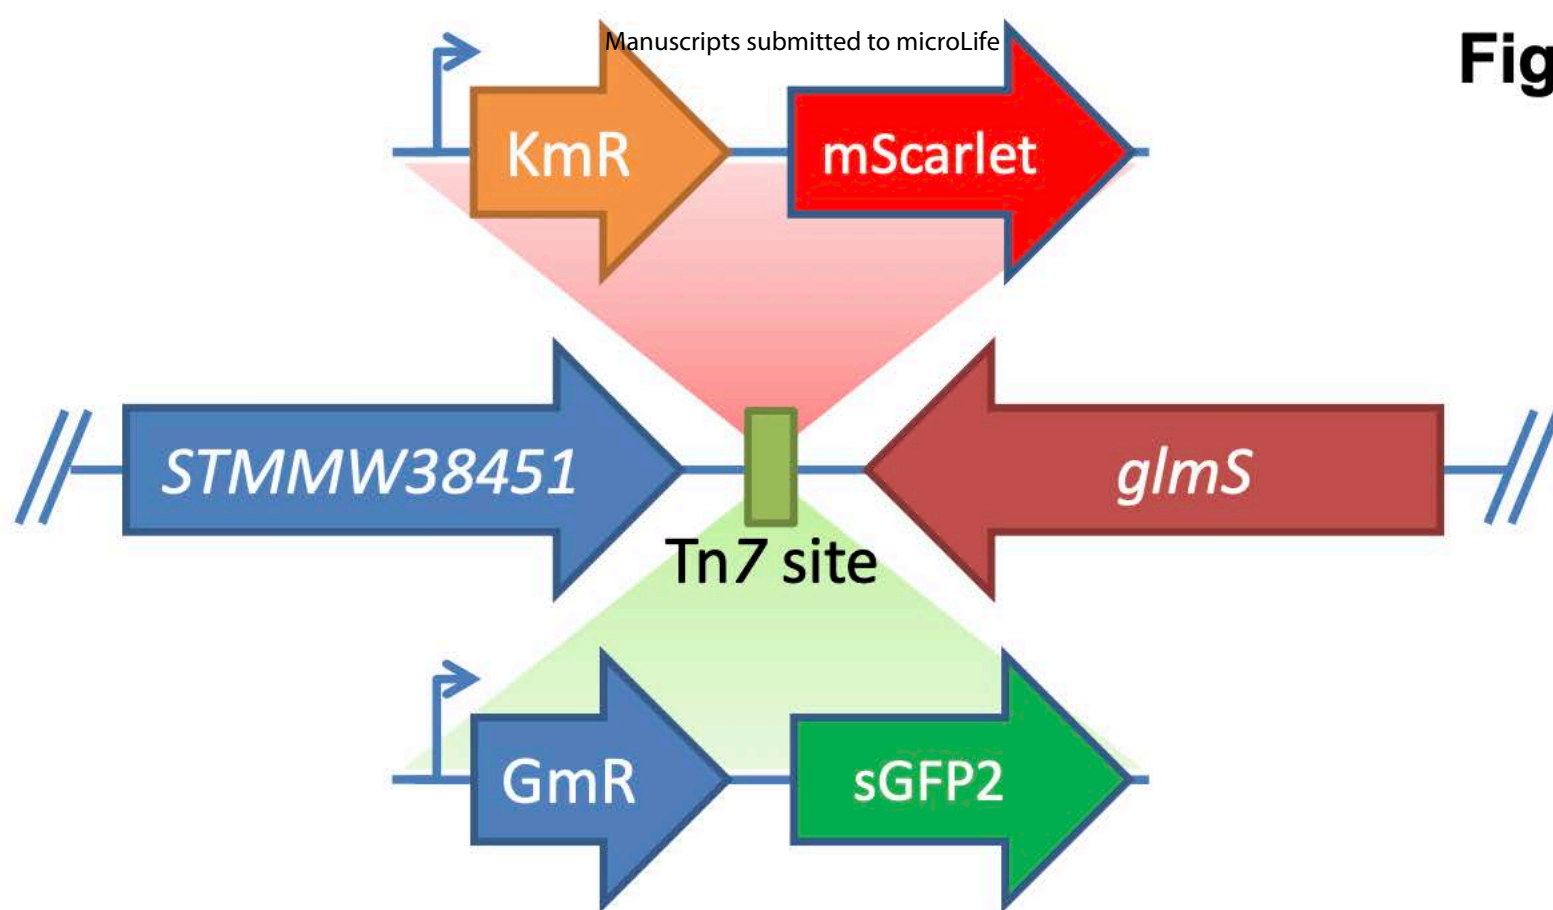 Manuscripts submitted to microLife
Fig
KmR
mScarlet
STMMW38451
glmS
Tn7 site
GmR
sGFP2